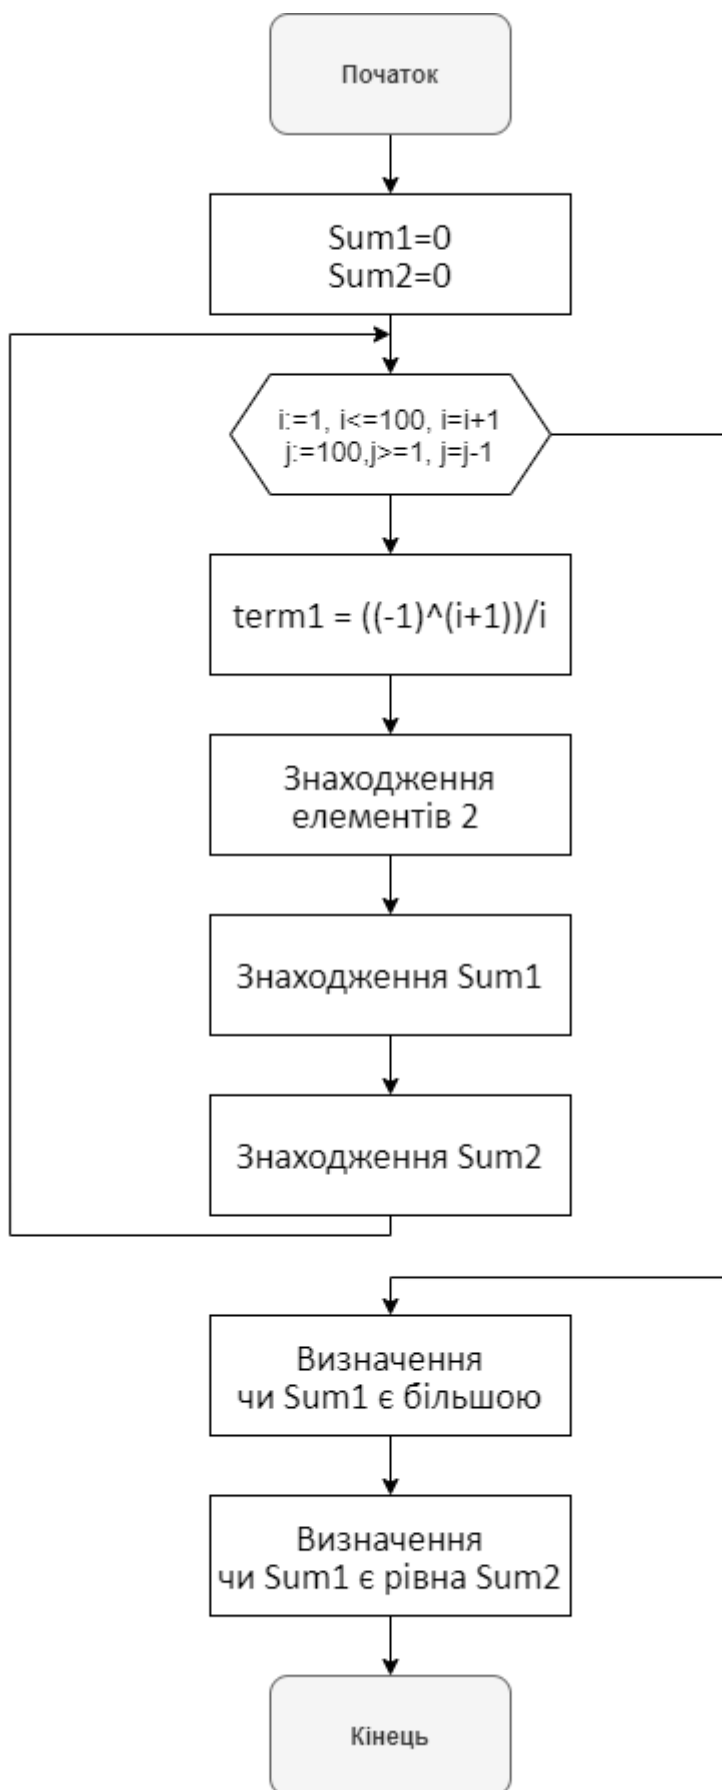 Початок
Sum1=0
Sum2=0
i:=1, i<=100, i=i+1
j:=100,j>=1, j=j-1
term1 = ((-1)^(i+1))/i
Знаходження
елементів 2
Знаходження Sum1
Знаходження Sum2
Визначення
чи Sum1 є більшою
Визначення
чи Sum1 є рівна Sum2
Кінець